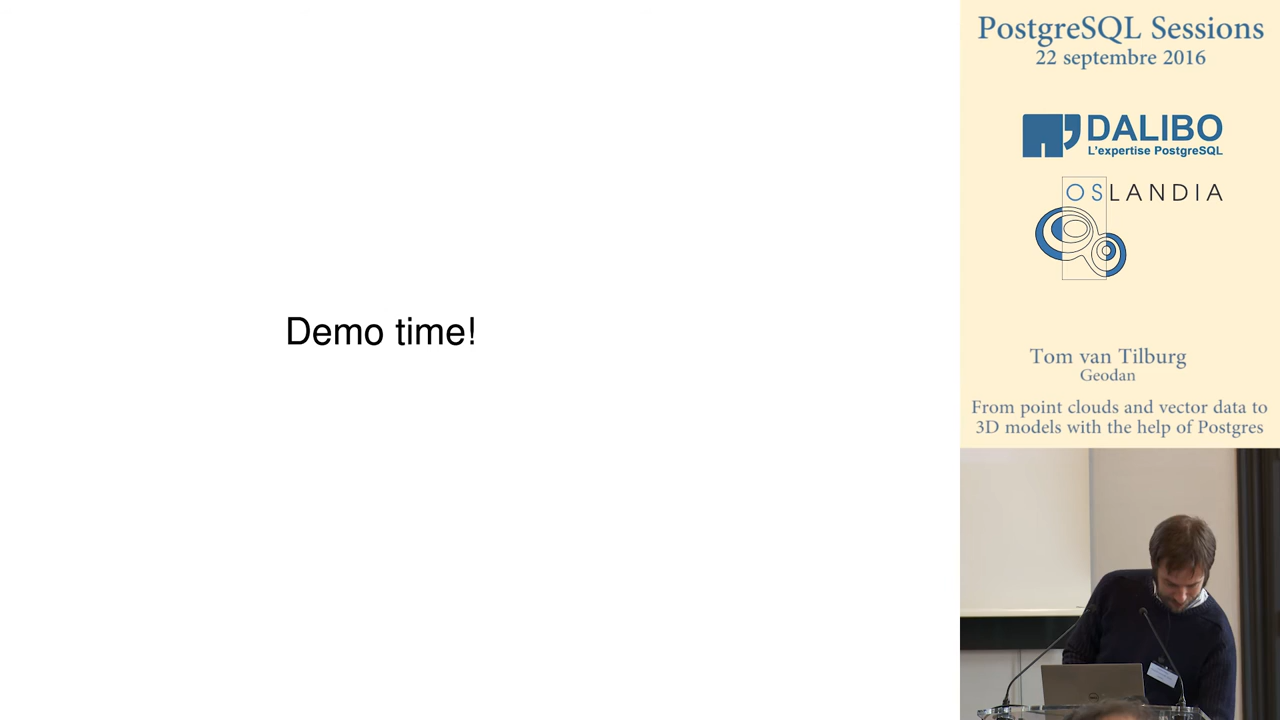 Demo time!
PostgreSQL Sessions
22 septembre 2016
DALIBO
L'expertise PostgreSQL
OSLANDIA
Tom van Tilburg
Geodan
From point clouds and vector data to
3D models with the help of Postgres